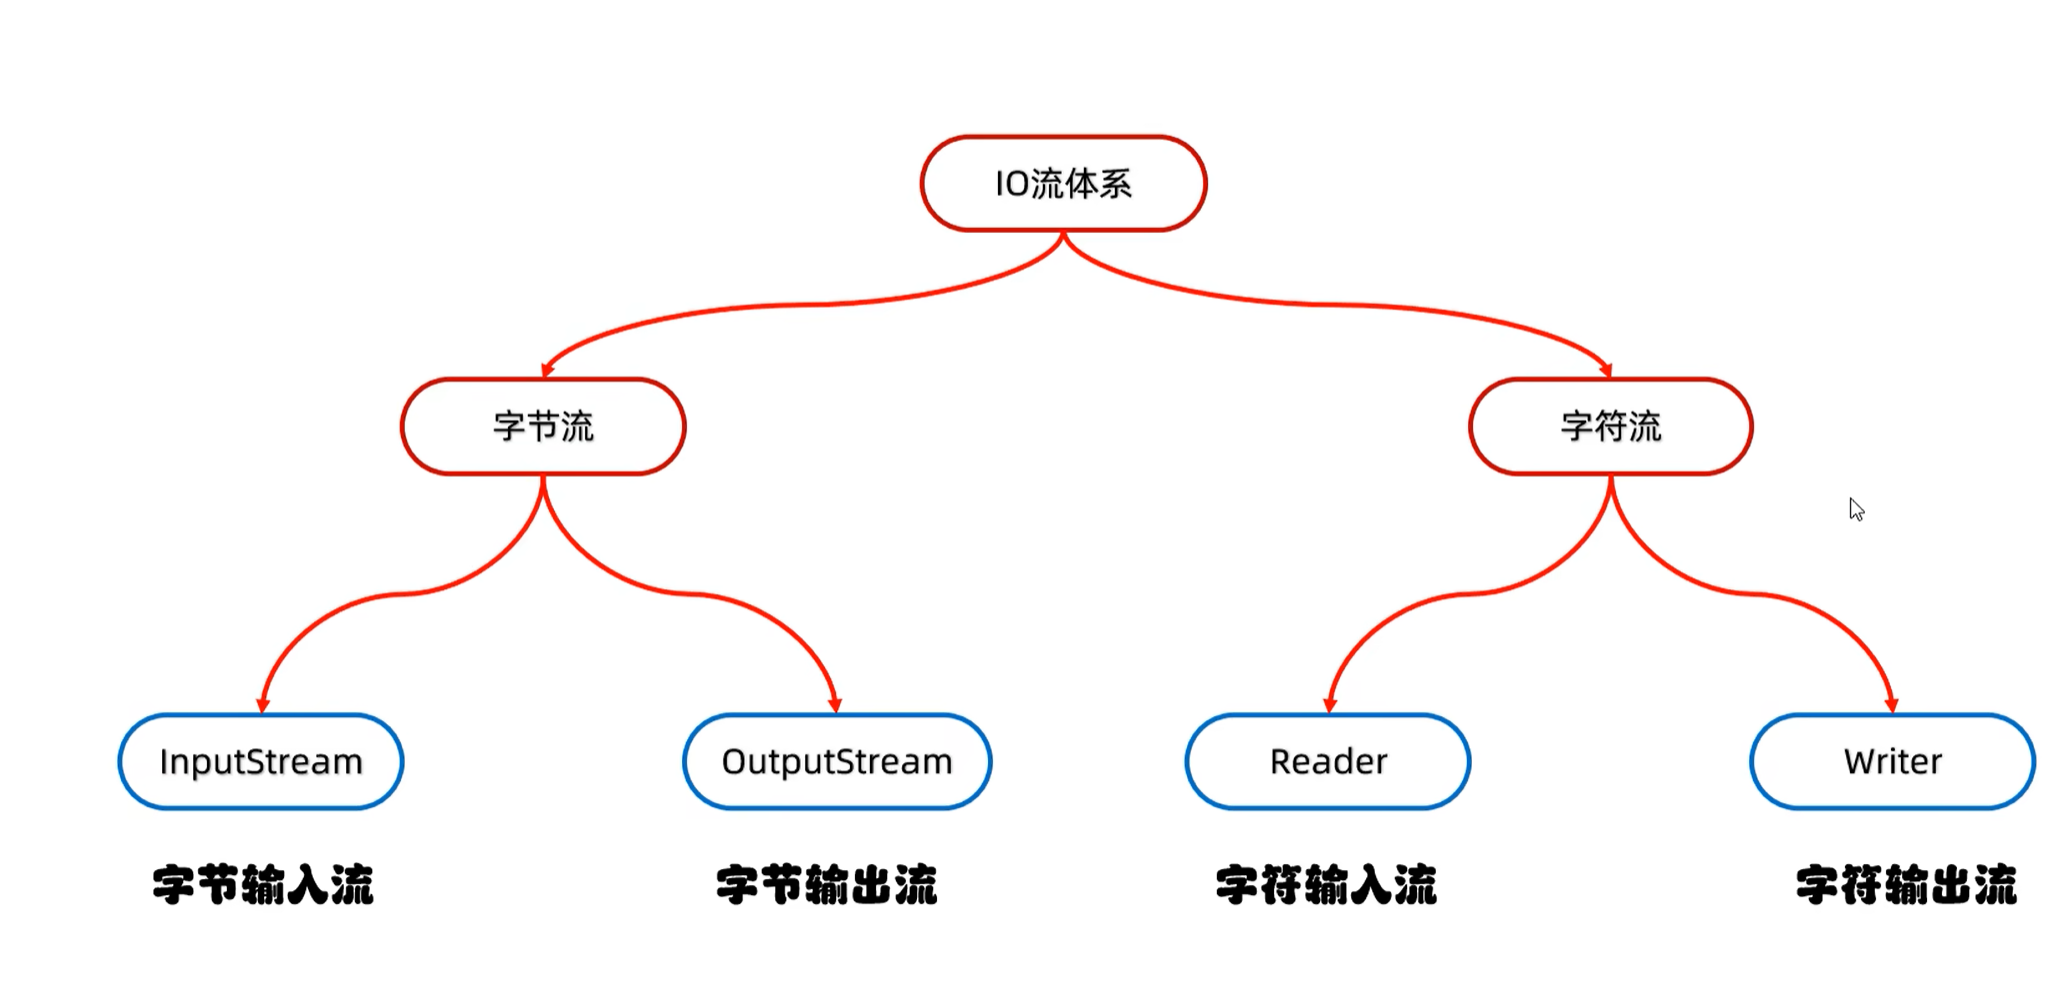 IO流体系
字节流
字符流
InputStream
OutputStream
Reader
Writer
字节输入流
字节输出流
字符输入流
字符输出流